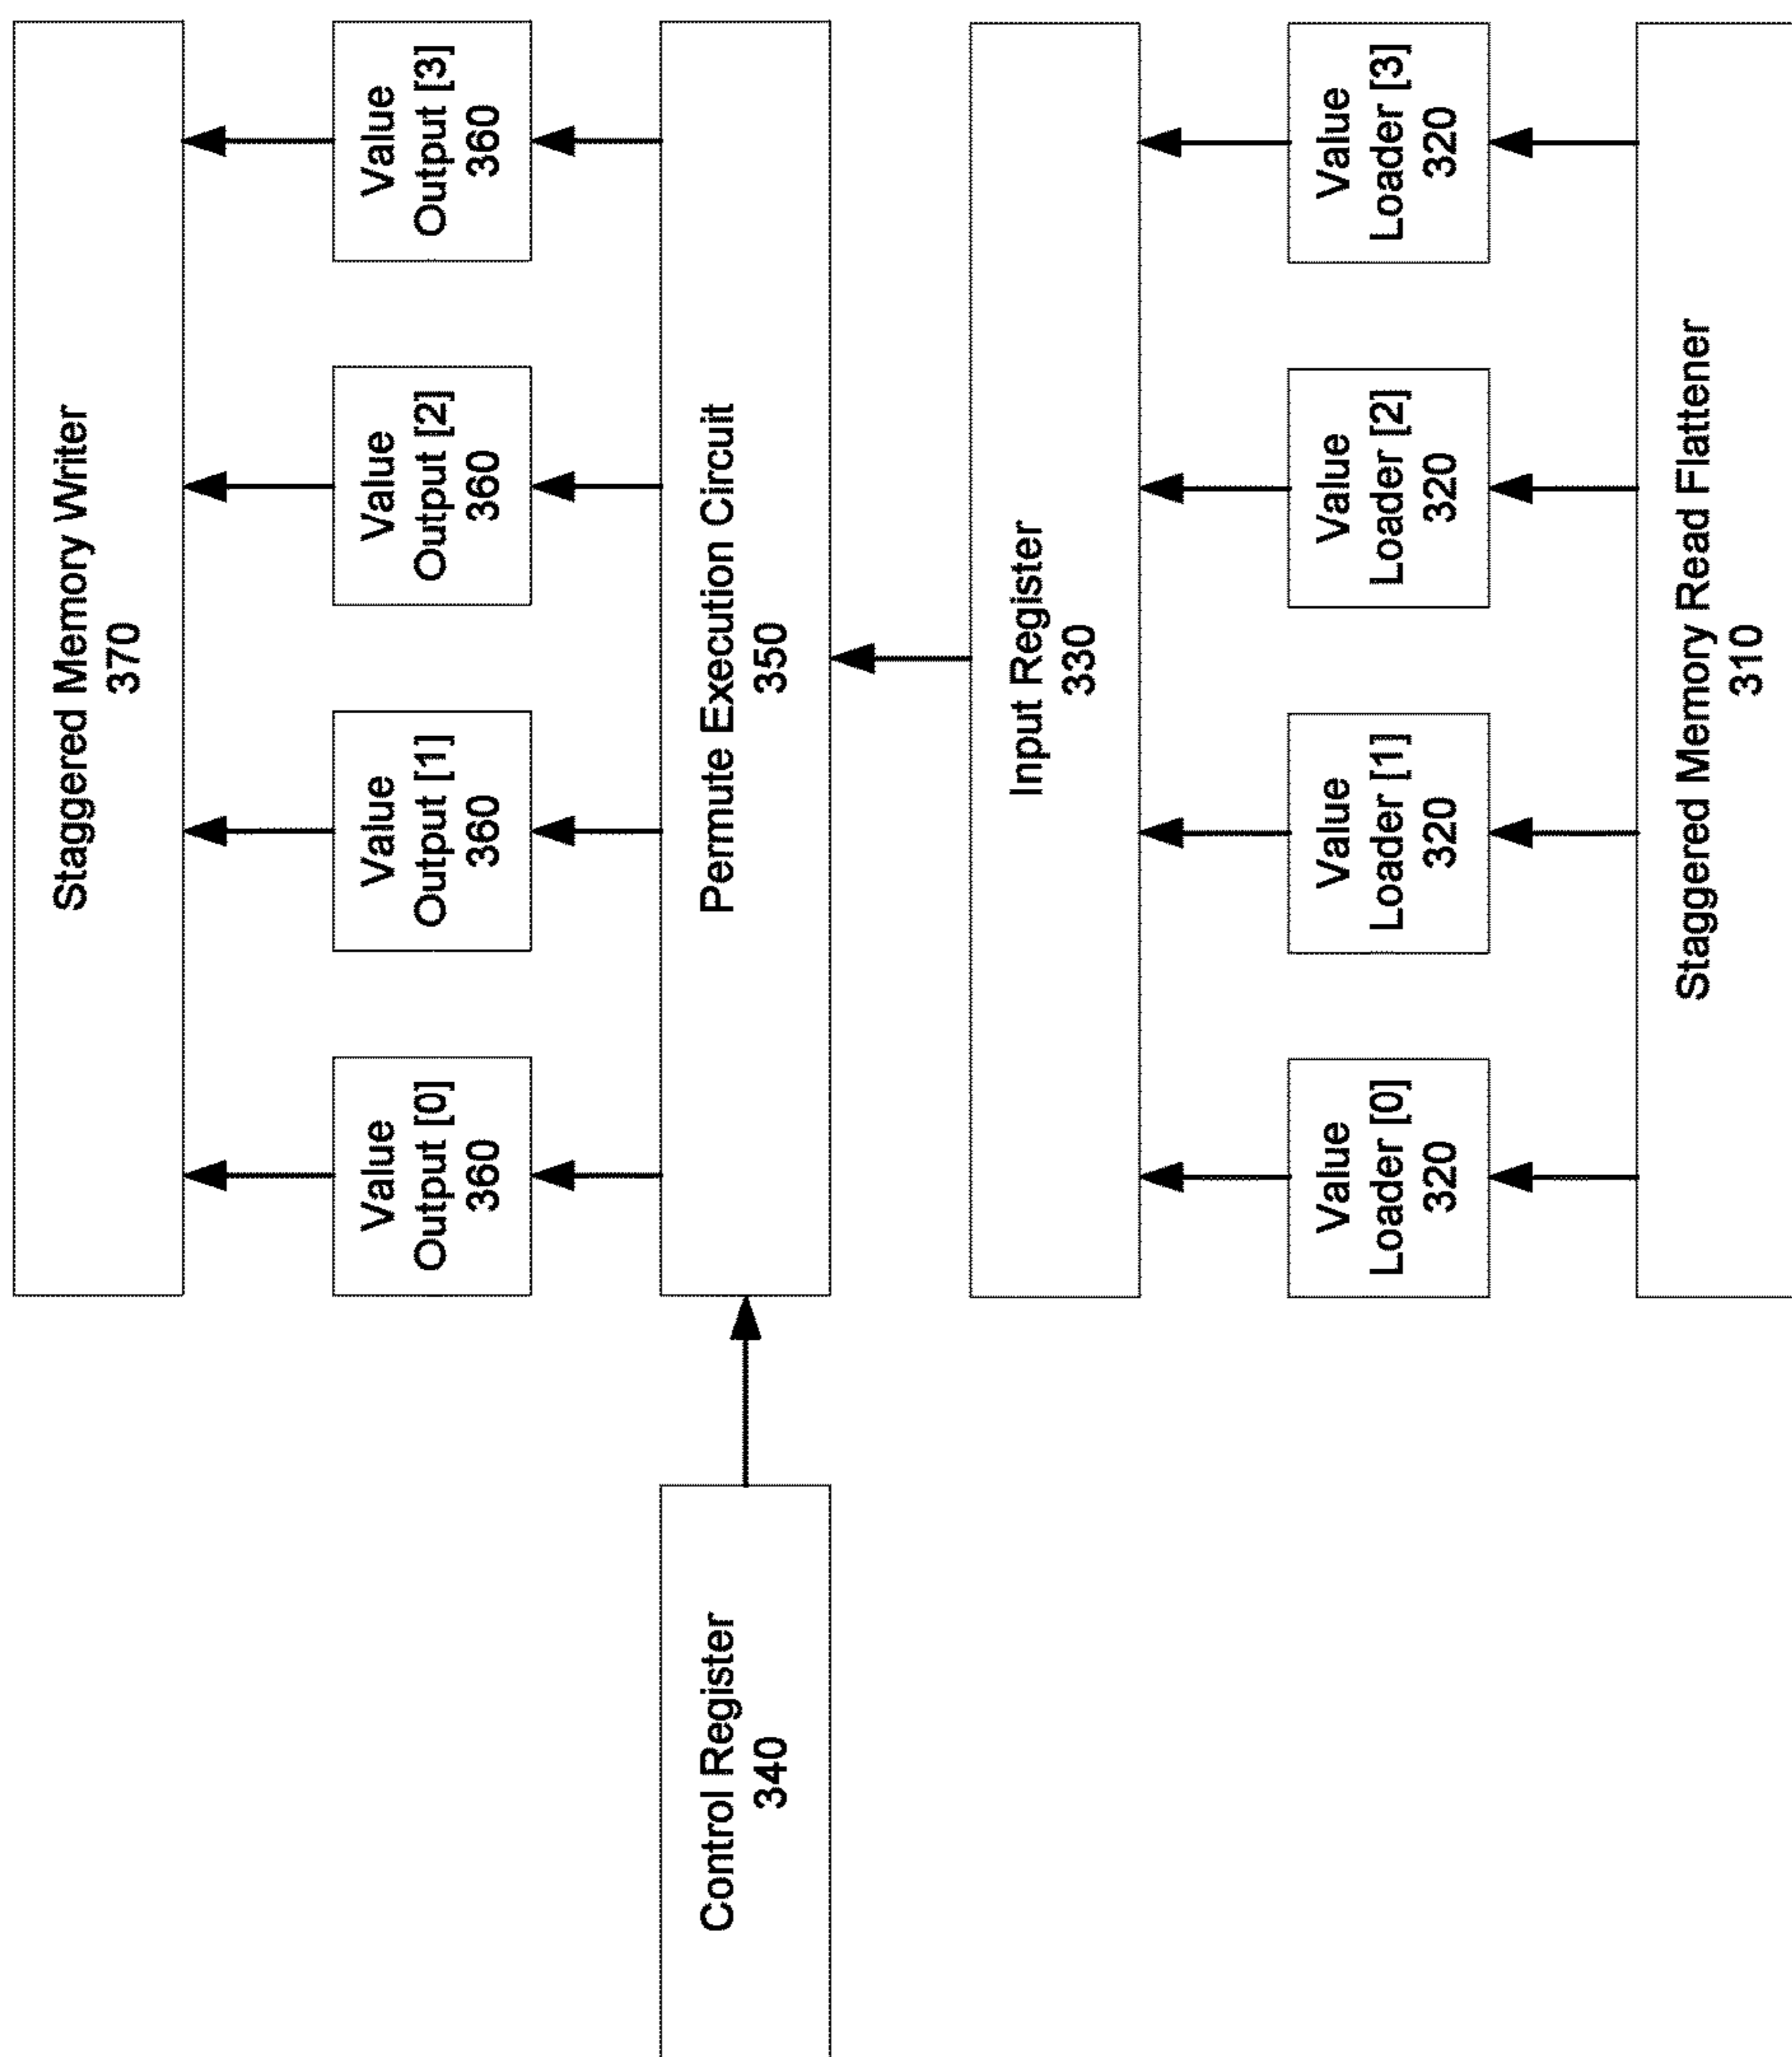 Staggered Memory Writer
370
Value
Output [0]
360
Value
Output [1]
360
Value
Output [2]
360
Value
Output [3]
360
Control Register
340
Permute Execution Circuit
350
Input Register
330
Value
Loader [0]
320
Value
Loader [1]
320
Value
Loader [2]
320
Value
Loader [3]
320
Staggered Memory Read Flattener
310